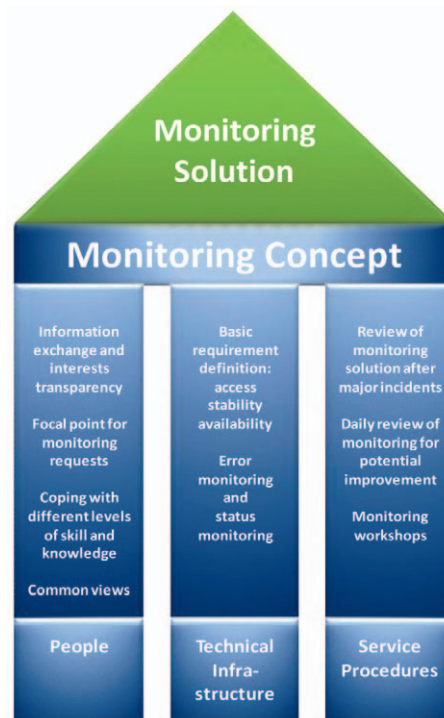 Monitoring
Solution
Monitoring Concept
Information
exchange and
interests
transparency
Focal point for
monitoring
requests
Coping with
different levels
of skill and
knowledge
Common views
People
Basic
requirement
definition:
access
stability
availability
Error
monitoring
and
status
monitoring
Technical
Infra-
structure
Review of
monitoring
solution after
major incidents
Daily review of
monitoring for
potential
improvement
Monitoring
workshops
Service
Procedures